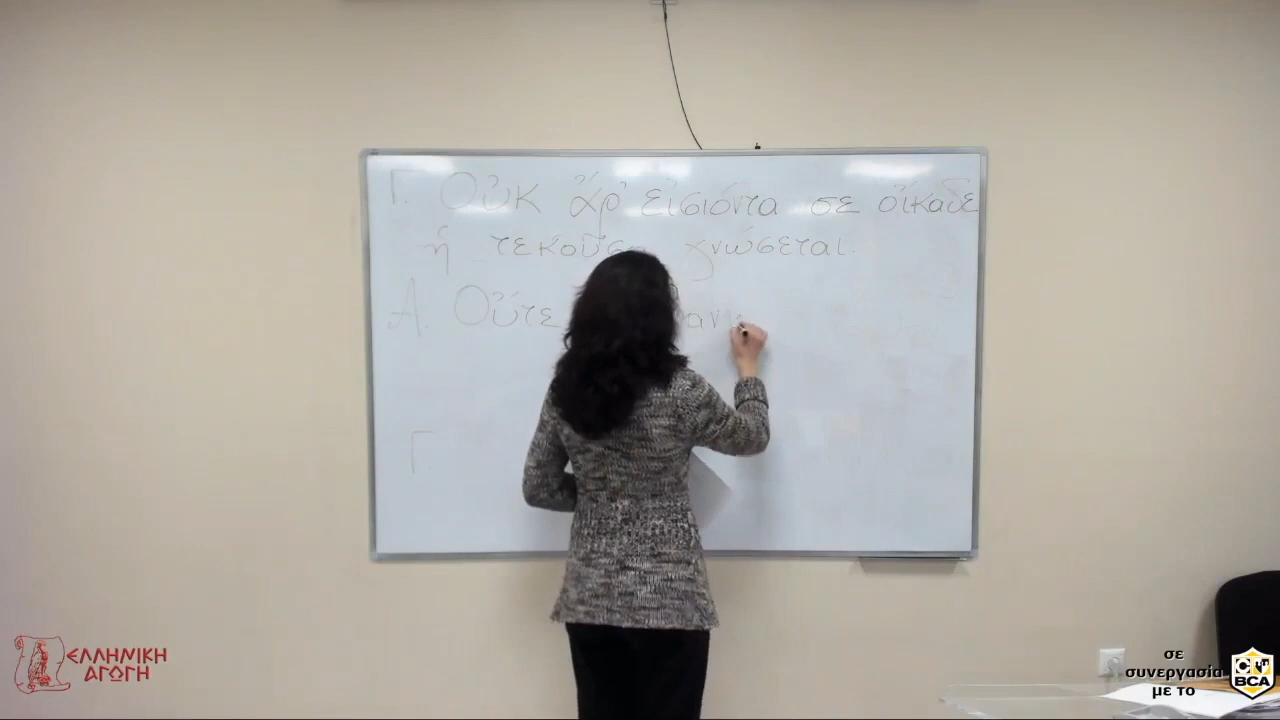 Γ. Οὐκ ἄρ' εἰσιόντα σε οἴκαδε
ἡ τεκοῦσα γνώσεται.
Α. Οὔτε
Γ.
ΕΛΛΗΝΙΚΗ
ΑΓΩΓΗ
σε
συνεργασία
με το
BCA